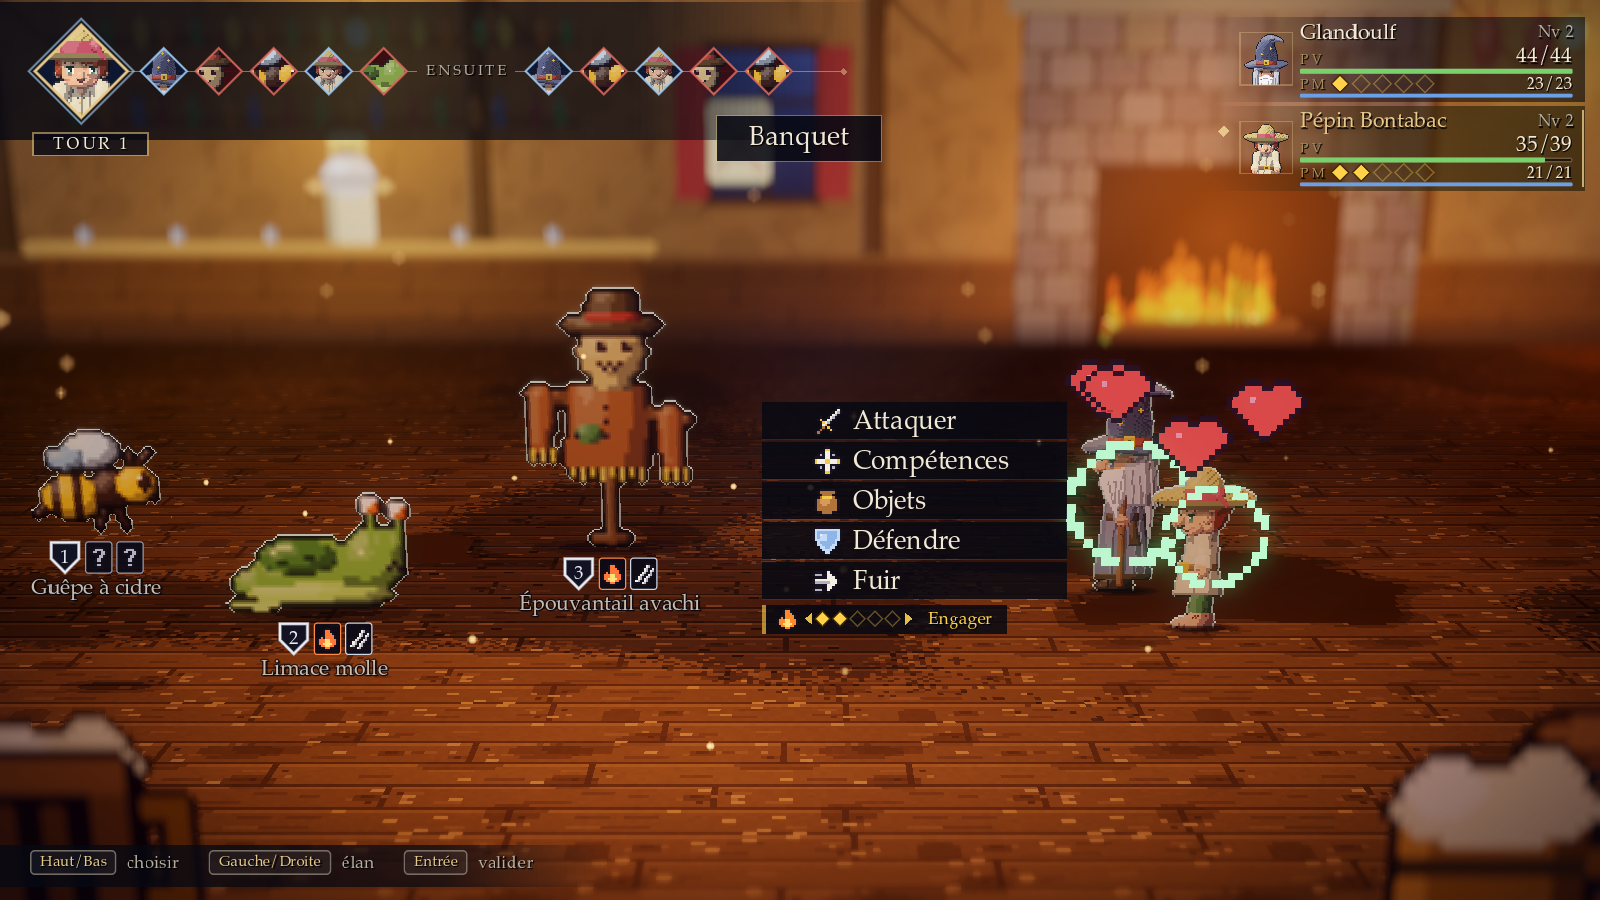 ENSUITE
TOUR 1
Banquet
Glandoulf Nv 2
PV 44/44
PM 23/23
Pépin Bontabac Nv 2
PV 35/39
PM 21/21
Attaquer
Compétences
Objets
Défendre
Fuir
Engager
1 ? ?
Guêpe à cidre
2
Limace molle
3
Épouvantail avachi
Haut/Bas choisir Gauche/Droite élan Entrée valider